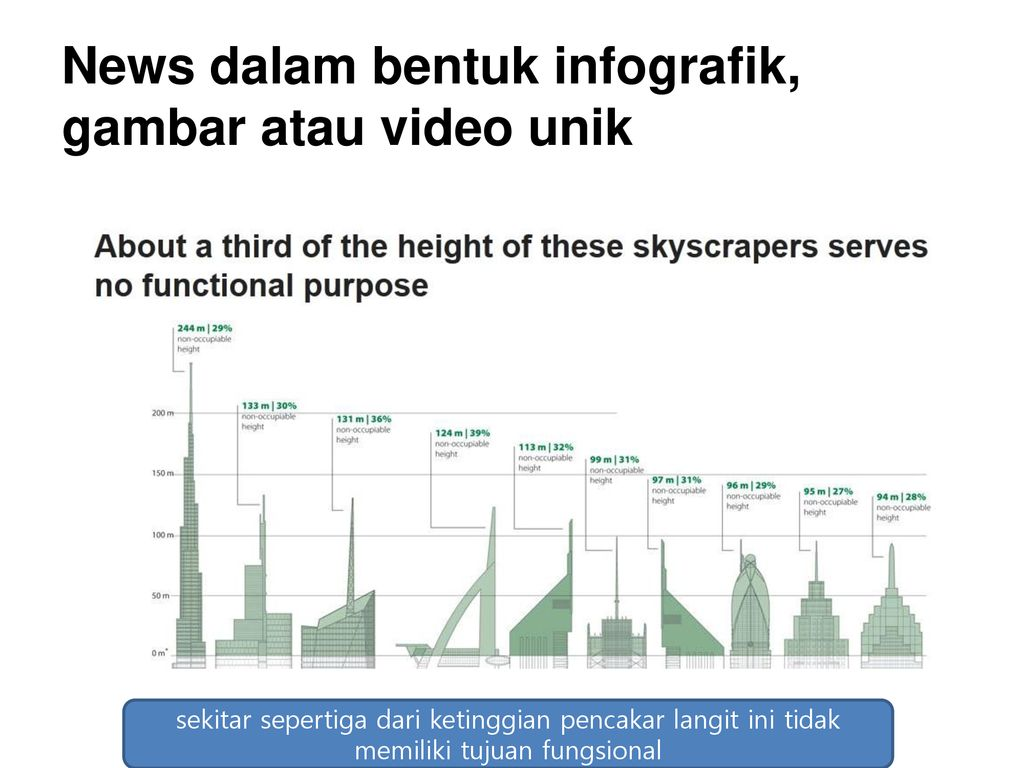 News dalam bentuk infografik,
gambar atau video unik
About a third of the height of these skyscrapers serves
no functional purpose
244 m | 29%
non-occupiable
height
133 m | 30%
non-occupiable
height
131 m | 36%
non-occupiable
height
124 m | 39%
non-occupiable
height
113 m | 32%
non-occupiable
height
99 m | 31%
non-occupiable
height
97 m | 31%
non-occupiable
height
96 m | 29%
non-occupiable
height
95 m | 27%
non-occupiable
height
94 m | 28%
non-occupiable
height
200 m
150 m
100 m
50 m
0 m*
sekitar sepertiga dari ketinggian pencakar langit ini tidak
memiliki tujuan fungsional